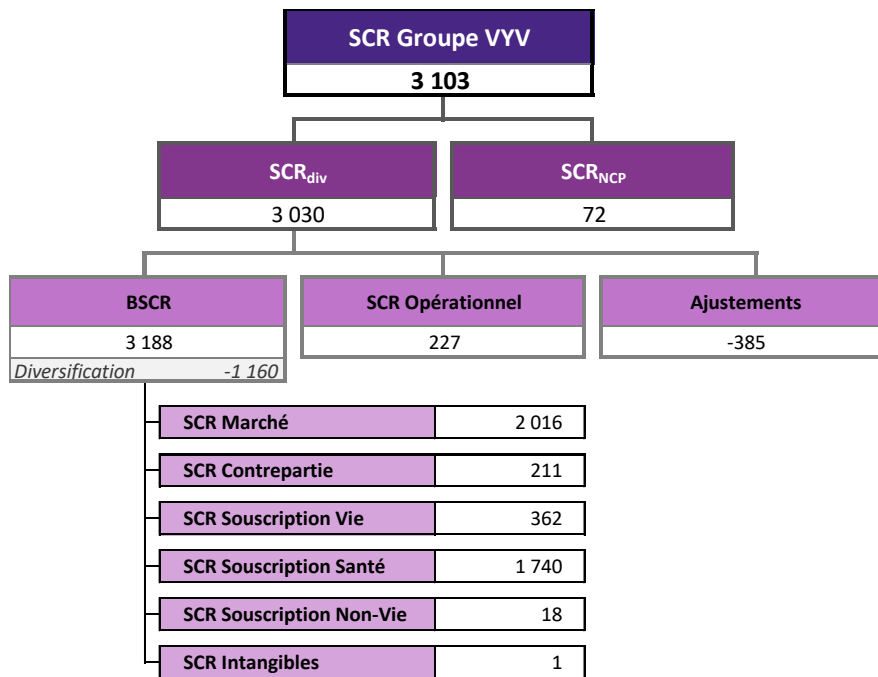 SCR Groupe VYV
3 103
SCRdiv
SCRNCP
3 030
72
BSCR
SCR Opérationnel
Ajustements
3 188
227
-385
Diversification -1 160
SCR Marché 2 016
SCR Contrepartie 211
SCR Souscription Vie 362
SCR Souscription Santé 1 740
SCR Souscription Non-Vie 18
SCR Intangibles 1